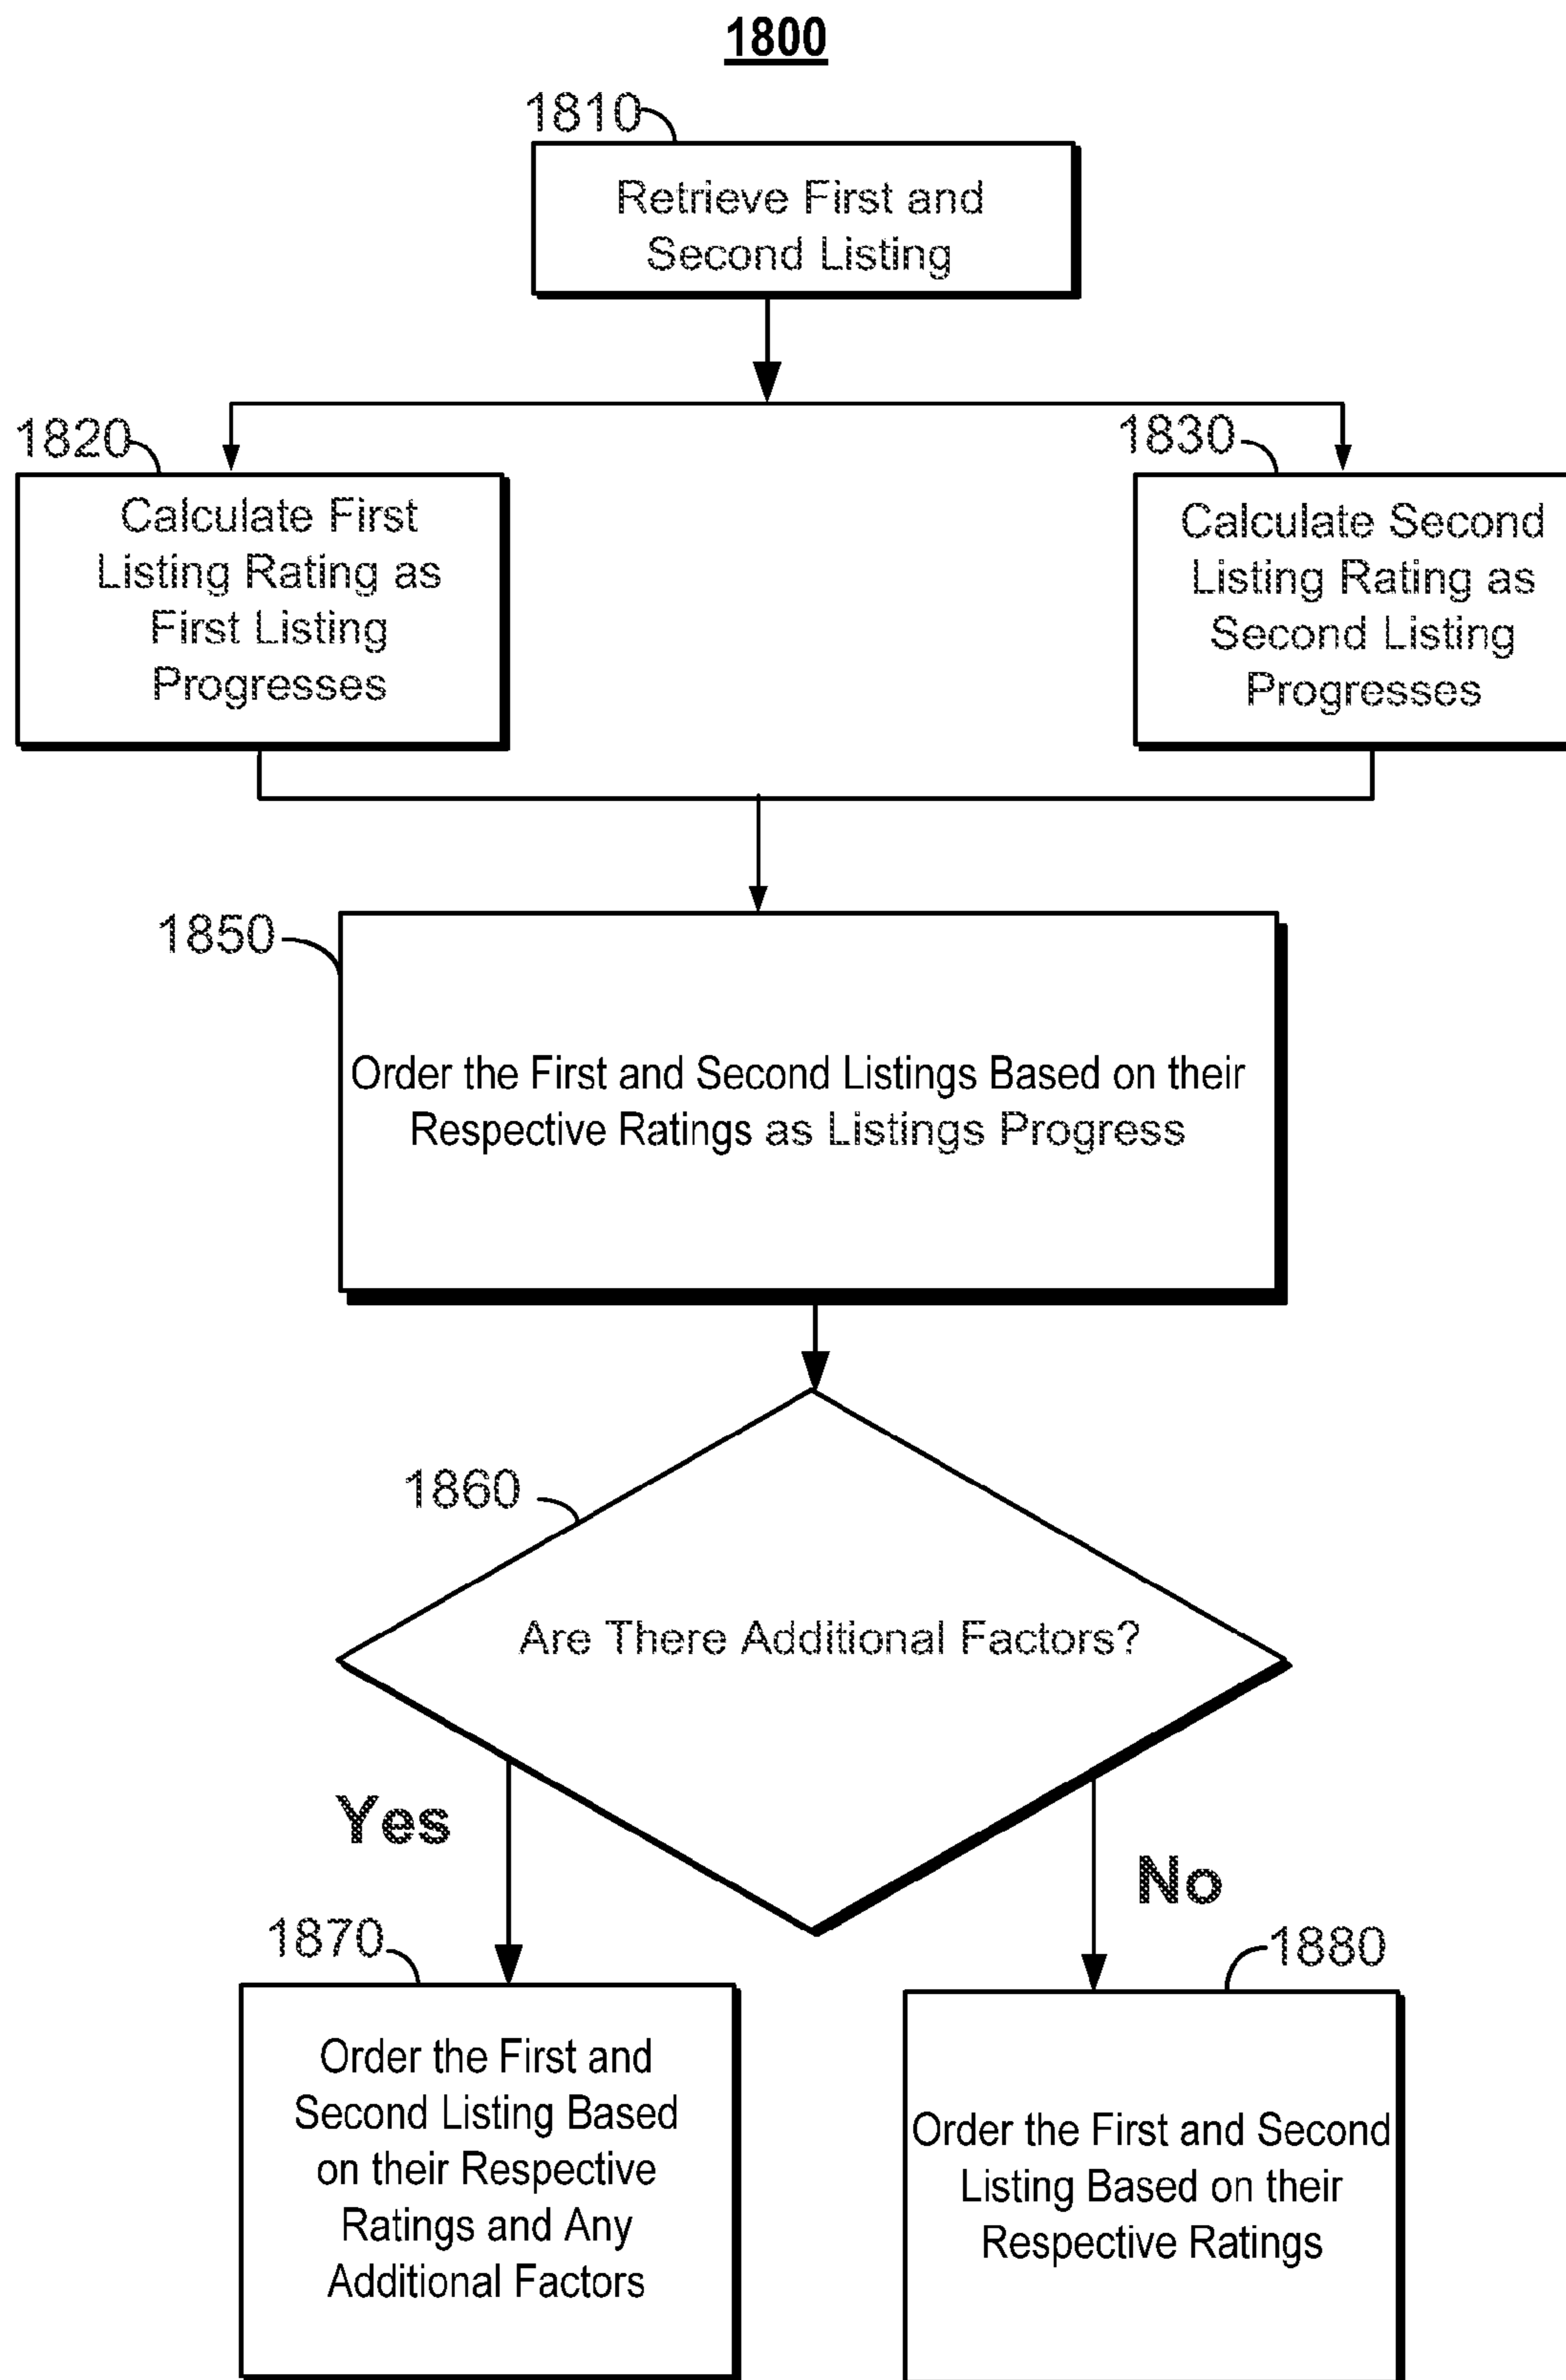 1800
1810
Retrieve First and
Second Listing
1820
Calculate First
Listing Rating as
First Listing
Progresses
1830
Calculate Second
Listing Rating as
Second Listing
Progresses
1850
Order the First and Second Listings Based on their
Respective Ratings as Listings Progress
1860
Are There Additional Factors?
Yes
No
1870
Order the First and
Second Listing Based
on their Respective
Ratings and Any
Additional Factors
1880
Order the First and Second
Listing Based on their
Respective Ratings